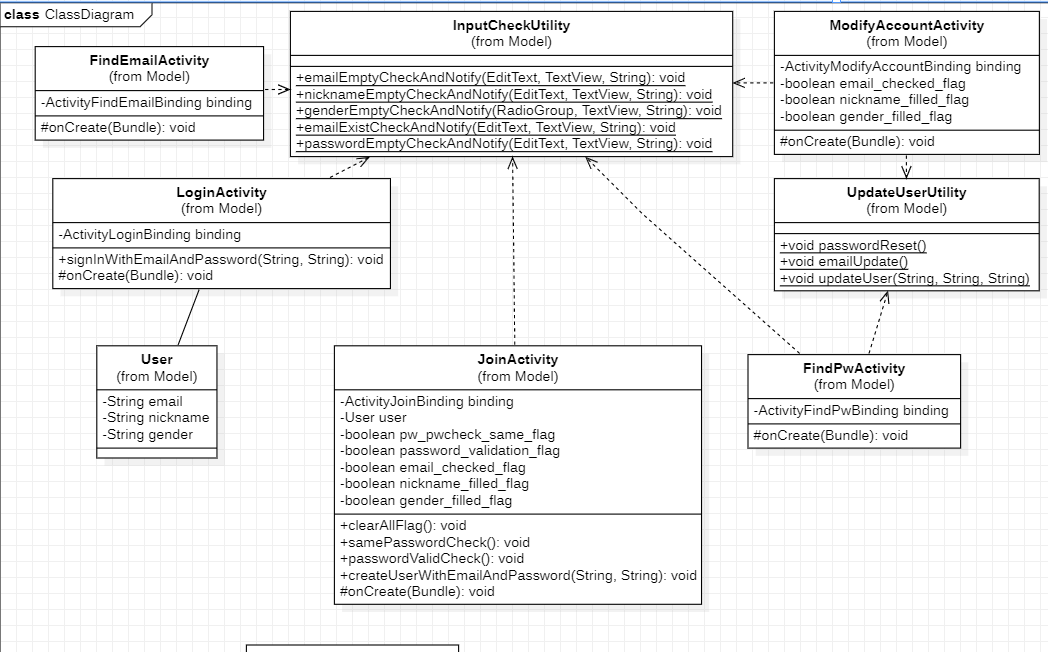 class ClassDiagram
InputCheckUtility
(from Model)
+emailEmptyCheckAndNotify(EditText, TextView, String): void
+nicknameEmptyCheckAndNotify(EditText, TextView, String): void
+genderEmptyCheckAndNotify(RadioGroup, TextView, String): void
+emailExistCheckAndNotify(EditText, TextView, String): void
+passwordEmptyCheckAndNotify(EditText, TextView, String): void
ModifyAccountActivity
(from Model)
-ActivityModifyAccountBinding binding
-boolean email_checked_flag
-boolean nickname_filled_flag
-boolean gender_filled_flag
#onCreate(Bundle): void
FindEmailActivity
(from Model)
-ActivityFindEmailBinding binding
#onCreate(Bundle): void
LoginActivity
(from Model)
-ActivityLoginBinding binding
+signInWithEmailAndPassword(String, String): void
#onCreate(Bundle): void
UpdateUserUtility
(from Model)
+void passwordReset()
+void emailUpdate()
+void updateUser(String, String, String)
User
(from Model)
-String email
-String nickname
-String gender
JoinActivity
(from Model)
-ActivityJoinBinding binding
-User user
-boolean pw_pwcheck_same_flag
-boolean password_validation_flag
-boolean email_checked_flag
-boolean nickname_filled_flag
-boolean gender_filled_flag
+clearAllFlag(): void
+samePasswordCheck(): void
+passwordValidCheck(): void
+createUserWithEmailAndPassword(String, String): void
#onCreate(Bundle): void
FindPwActivity
(from Model)
-ActivityFindPwBinding binding
#onCreate(Bundle): void